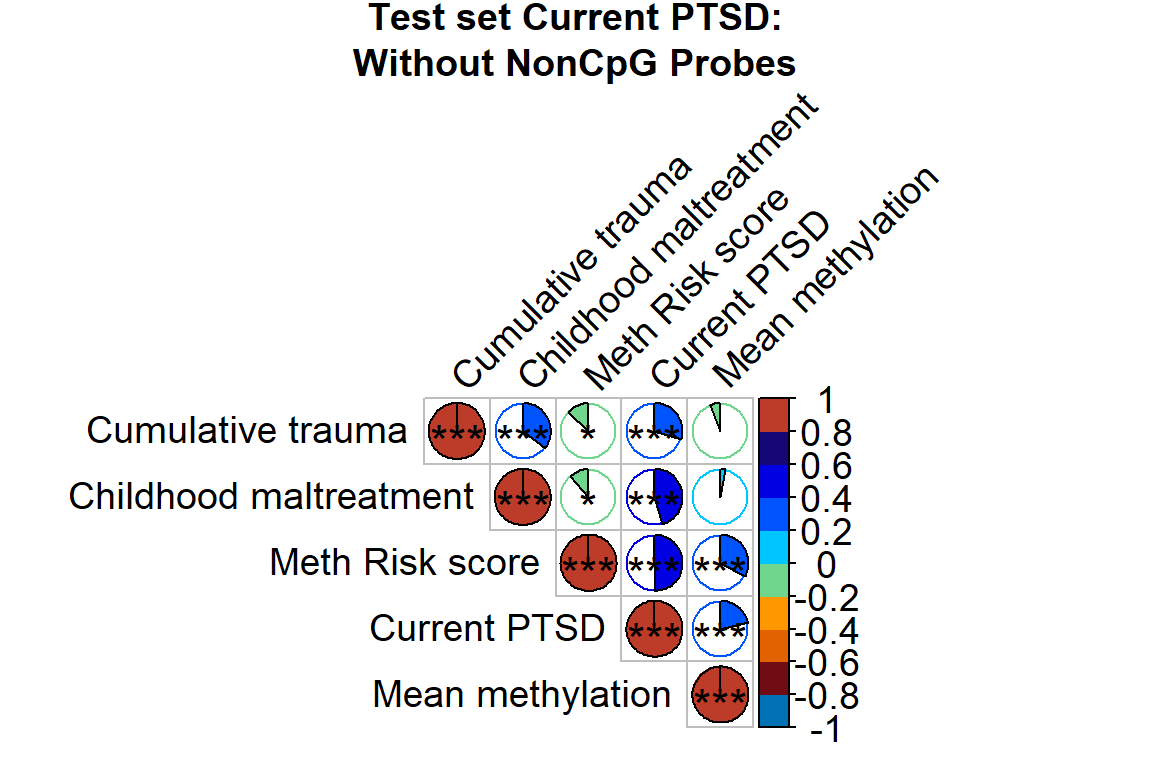 Test set Current PTSD:
Without NonCpG Probes
Cumulative trauma
Childhood maltreatment
Meth Risk score
Current PTSD
Mean methylation
Cumulative trauma
*** *** * ***
Childhood maltreatment
*** * ***
Meth Risk score
*** *** ***
Current PTSD
*** ***
Mean methylation
***
1
0.8
0.6
0.4
0.2
0
-0.2
-0.4
-0.6
-0.8
-1